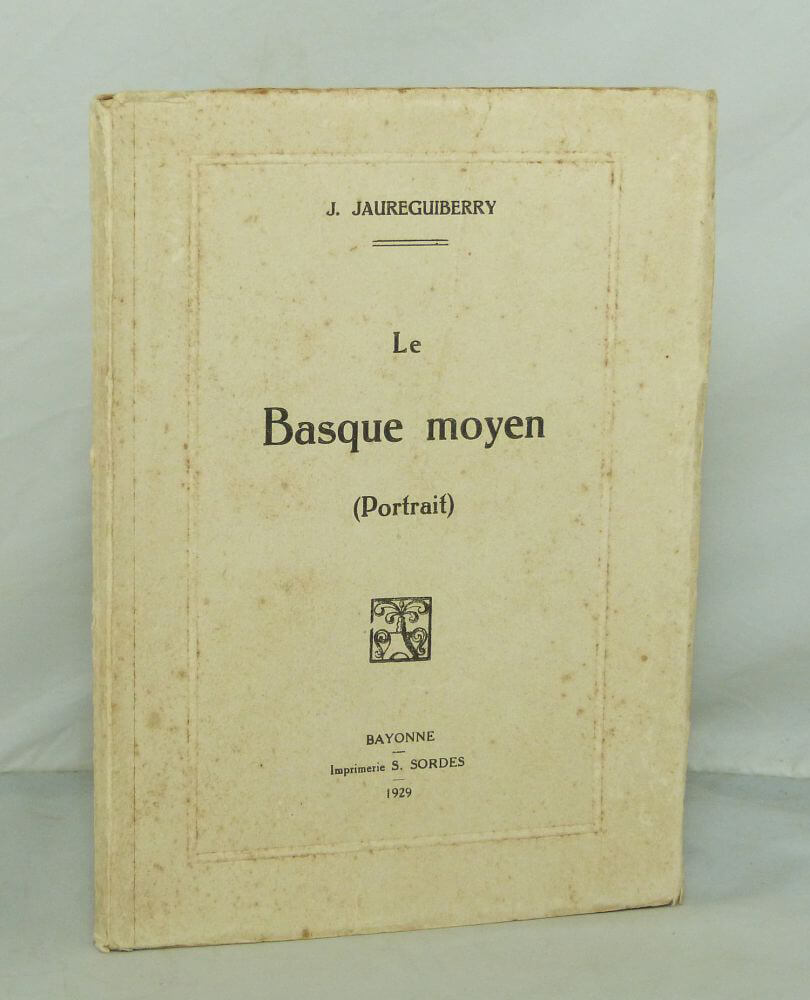 J. JAUREGUIBERRY
Le
Basque moyen
(Portrait)
BAYONNE
Imprimerie S. SORDES
1929